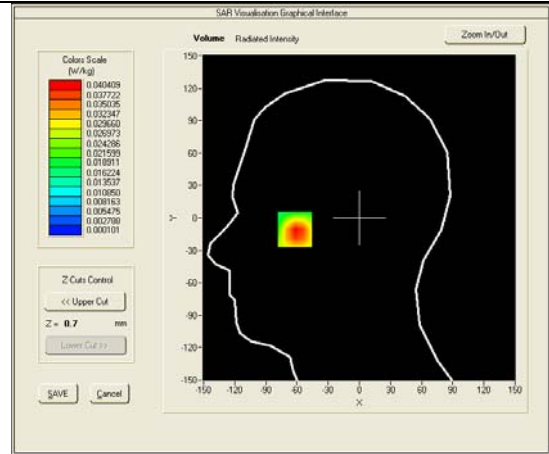 SAR Visualisation Graphical Interface
Volume Radiated Intensity
Zoom In/Out
Colors Scale
(W/kg)
0.040409
0.037722
0.035035
0.032347
0.029660
0.026973
0.024286
0.021599
0.018911
0.016224
0.013537
0.010850
0.008163
0.005475
0.002788
0.000101
Z Cuts Control
<< Upper Cut
Z = 0.7 mm
Lower Cut >>
SAVE Cancel
150
120
90
60
30
0
-30
-60
-90
-120
-150
Y
-150 -120 -90 -60 -30 0 30 60 90 120 150
X